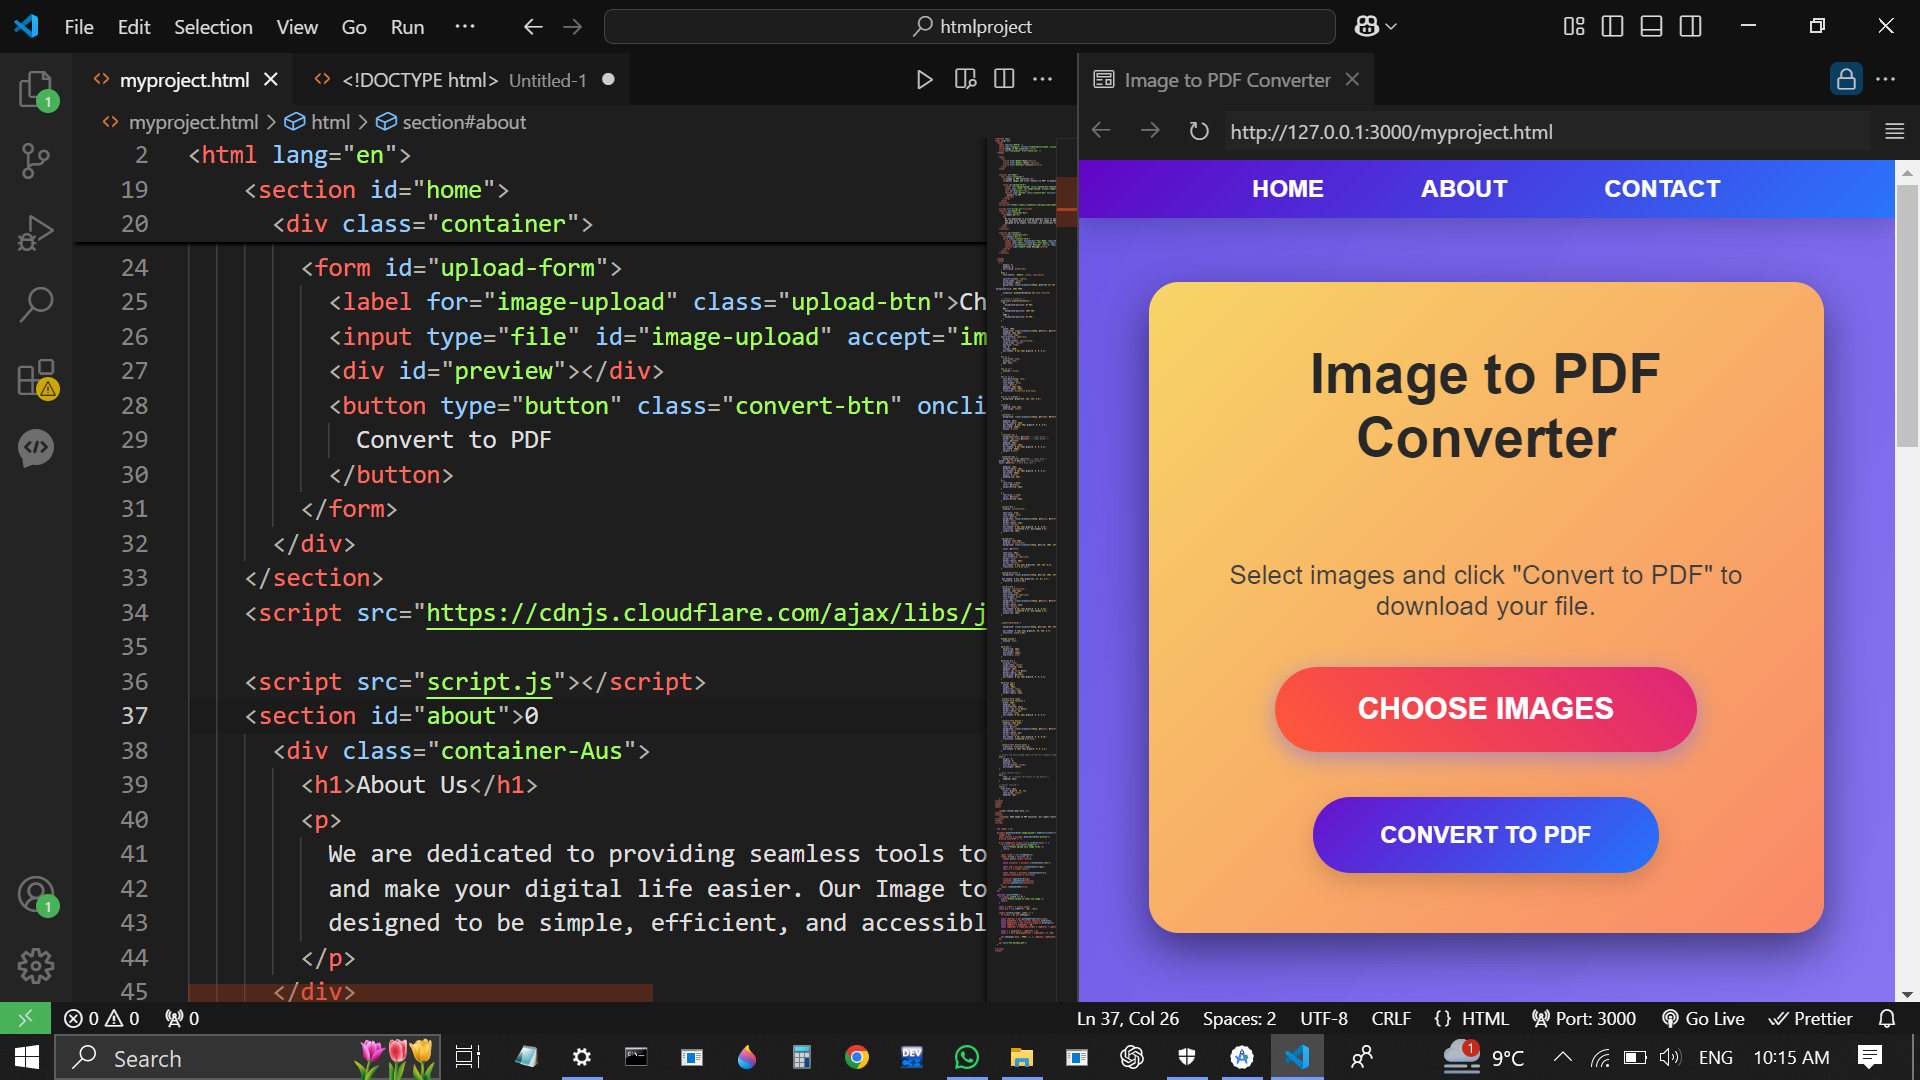 File Edit Selection View Go Run ··· htmlproject
myproject.html <!DOCTYPE html> Untitled-1
myproject.html > html > section#about
2 <html lang="en">
19 <section id="home">
20 <div class="container">
24 <form id="upload-form">
25 <label for="image-upload" class="upload-btn">Ch
26 <input type="file" id="image-upload" accept="im
27 <div id="preview"></div>
28 <button type="button" class="convert-btn" oncli
29 Convert to PDF
30 </button>
31 </form>
32 </div>
33 </section>
34 <script src="https://cdnjs.cloudflare.com/ajax/libs/j
35
36 <script src="script.js"></script>
37 <section id="about">0
38 <div class="container-Aus">
39 <h1>About Us</h1>
40 <p>
41 We are dedicated to providing seamless tools to
42 and make your digital life easier. Our Image to
43 designed to be simple, efficient, and accessibl
44 </p>
45 </div>
Image to PDF Converter
http://127.0.0.1:3000/myproject.html
HOME ABOUT CONTACT
Image to PDF
Converter
Select images and click "Convert to PDF" to
download your file.
CHOOSE IMAGES
CONVERT TO PDF
1
1
0 0 0 Ln 37, Col 26 Spaces: 2 UTF-8 CRLF {} HTML Port: 3000 Go Live Prettier
Search DEV 1 9°C ENG 10:15 AM